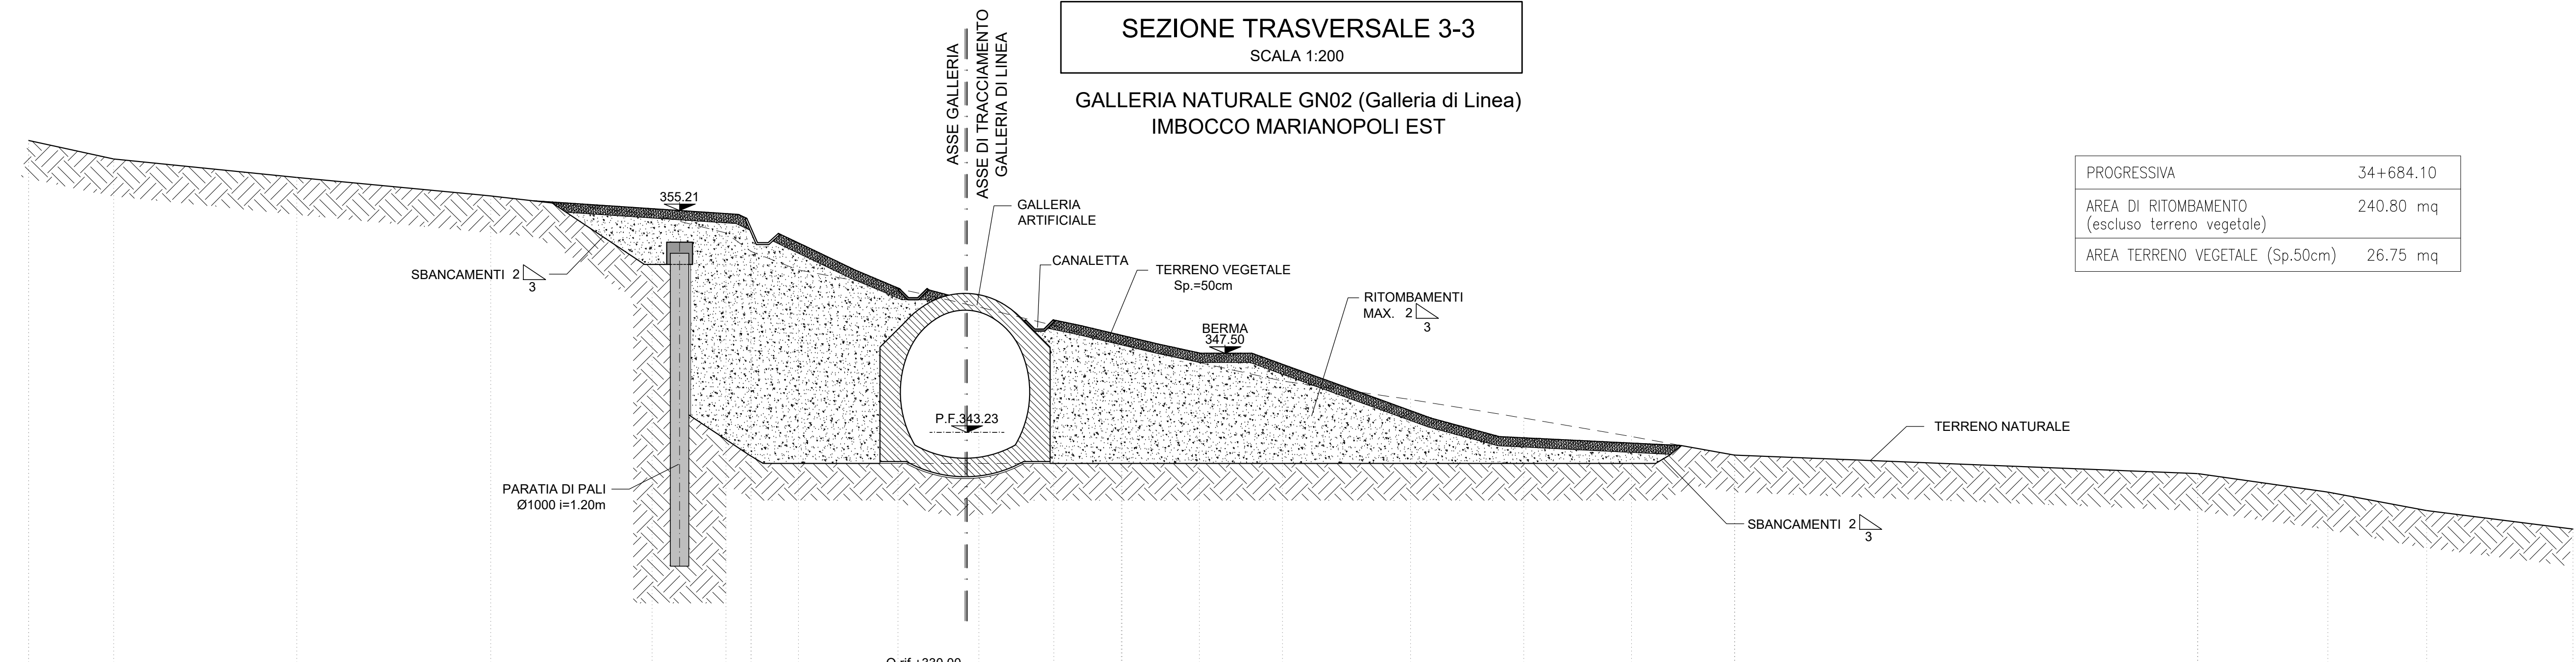 SEZIONE TRASVERSALE 3-3
SCALA 1:200
GALLERIA NATURALE GN02 (Galleria di Linea)
IMBOCCO MARIANOPOLI EST
ASSE GALLERIA
ASSE DI TRACCIAMENTO
GALLERIA DI LINEA
PROGRESSIVA 34+684.10
AREA DI RITOMBAMENTO 240.80 mq
(escluso terreno vegetale)
AREA TERRENO VEGETALE (Sp.50cm) 26.75 mq
355.21
GALLERIA
ARTIFICIALE
SBANCAMENTI 2
3
CANALETTA
TERRENO VEGETALE
Sp.=50cm
RITOMBAMENTI
MAX. 2
3
BERMA
347.50
P.F.343.23
TERRENO NATURALE
PARATIA DI PALI
Ø1000 i=1.20m
SBANCAMENTI 2
3